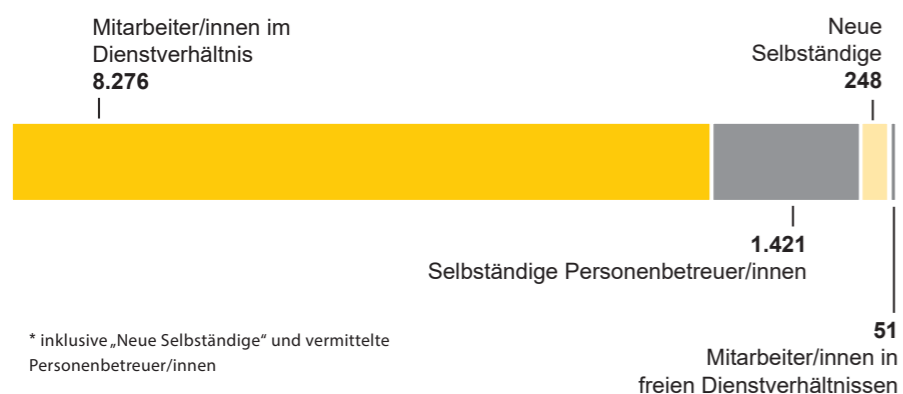 Mitarbeiter/innen im
Dienstverhältnis
8.276
Neue
Selbständige
248
1.421
Selbständige Personenbetreuer/innen
51
Mitarbeiter/innen in
freien Dienstverhältnissen
* inklusive „Neue Selbständige“ und vermittelte
Personenbetreuer/innen